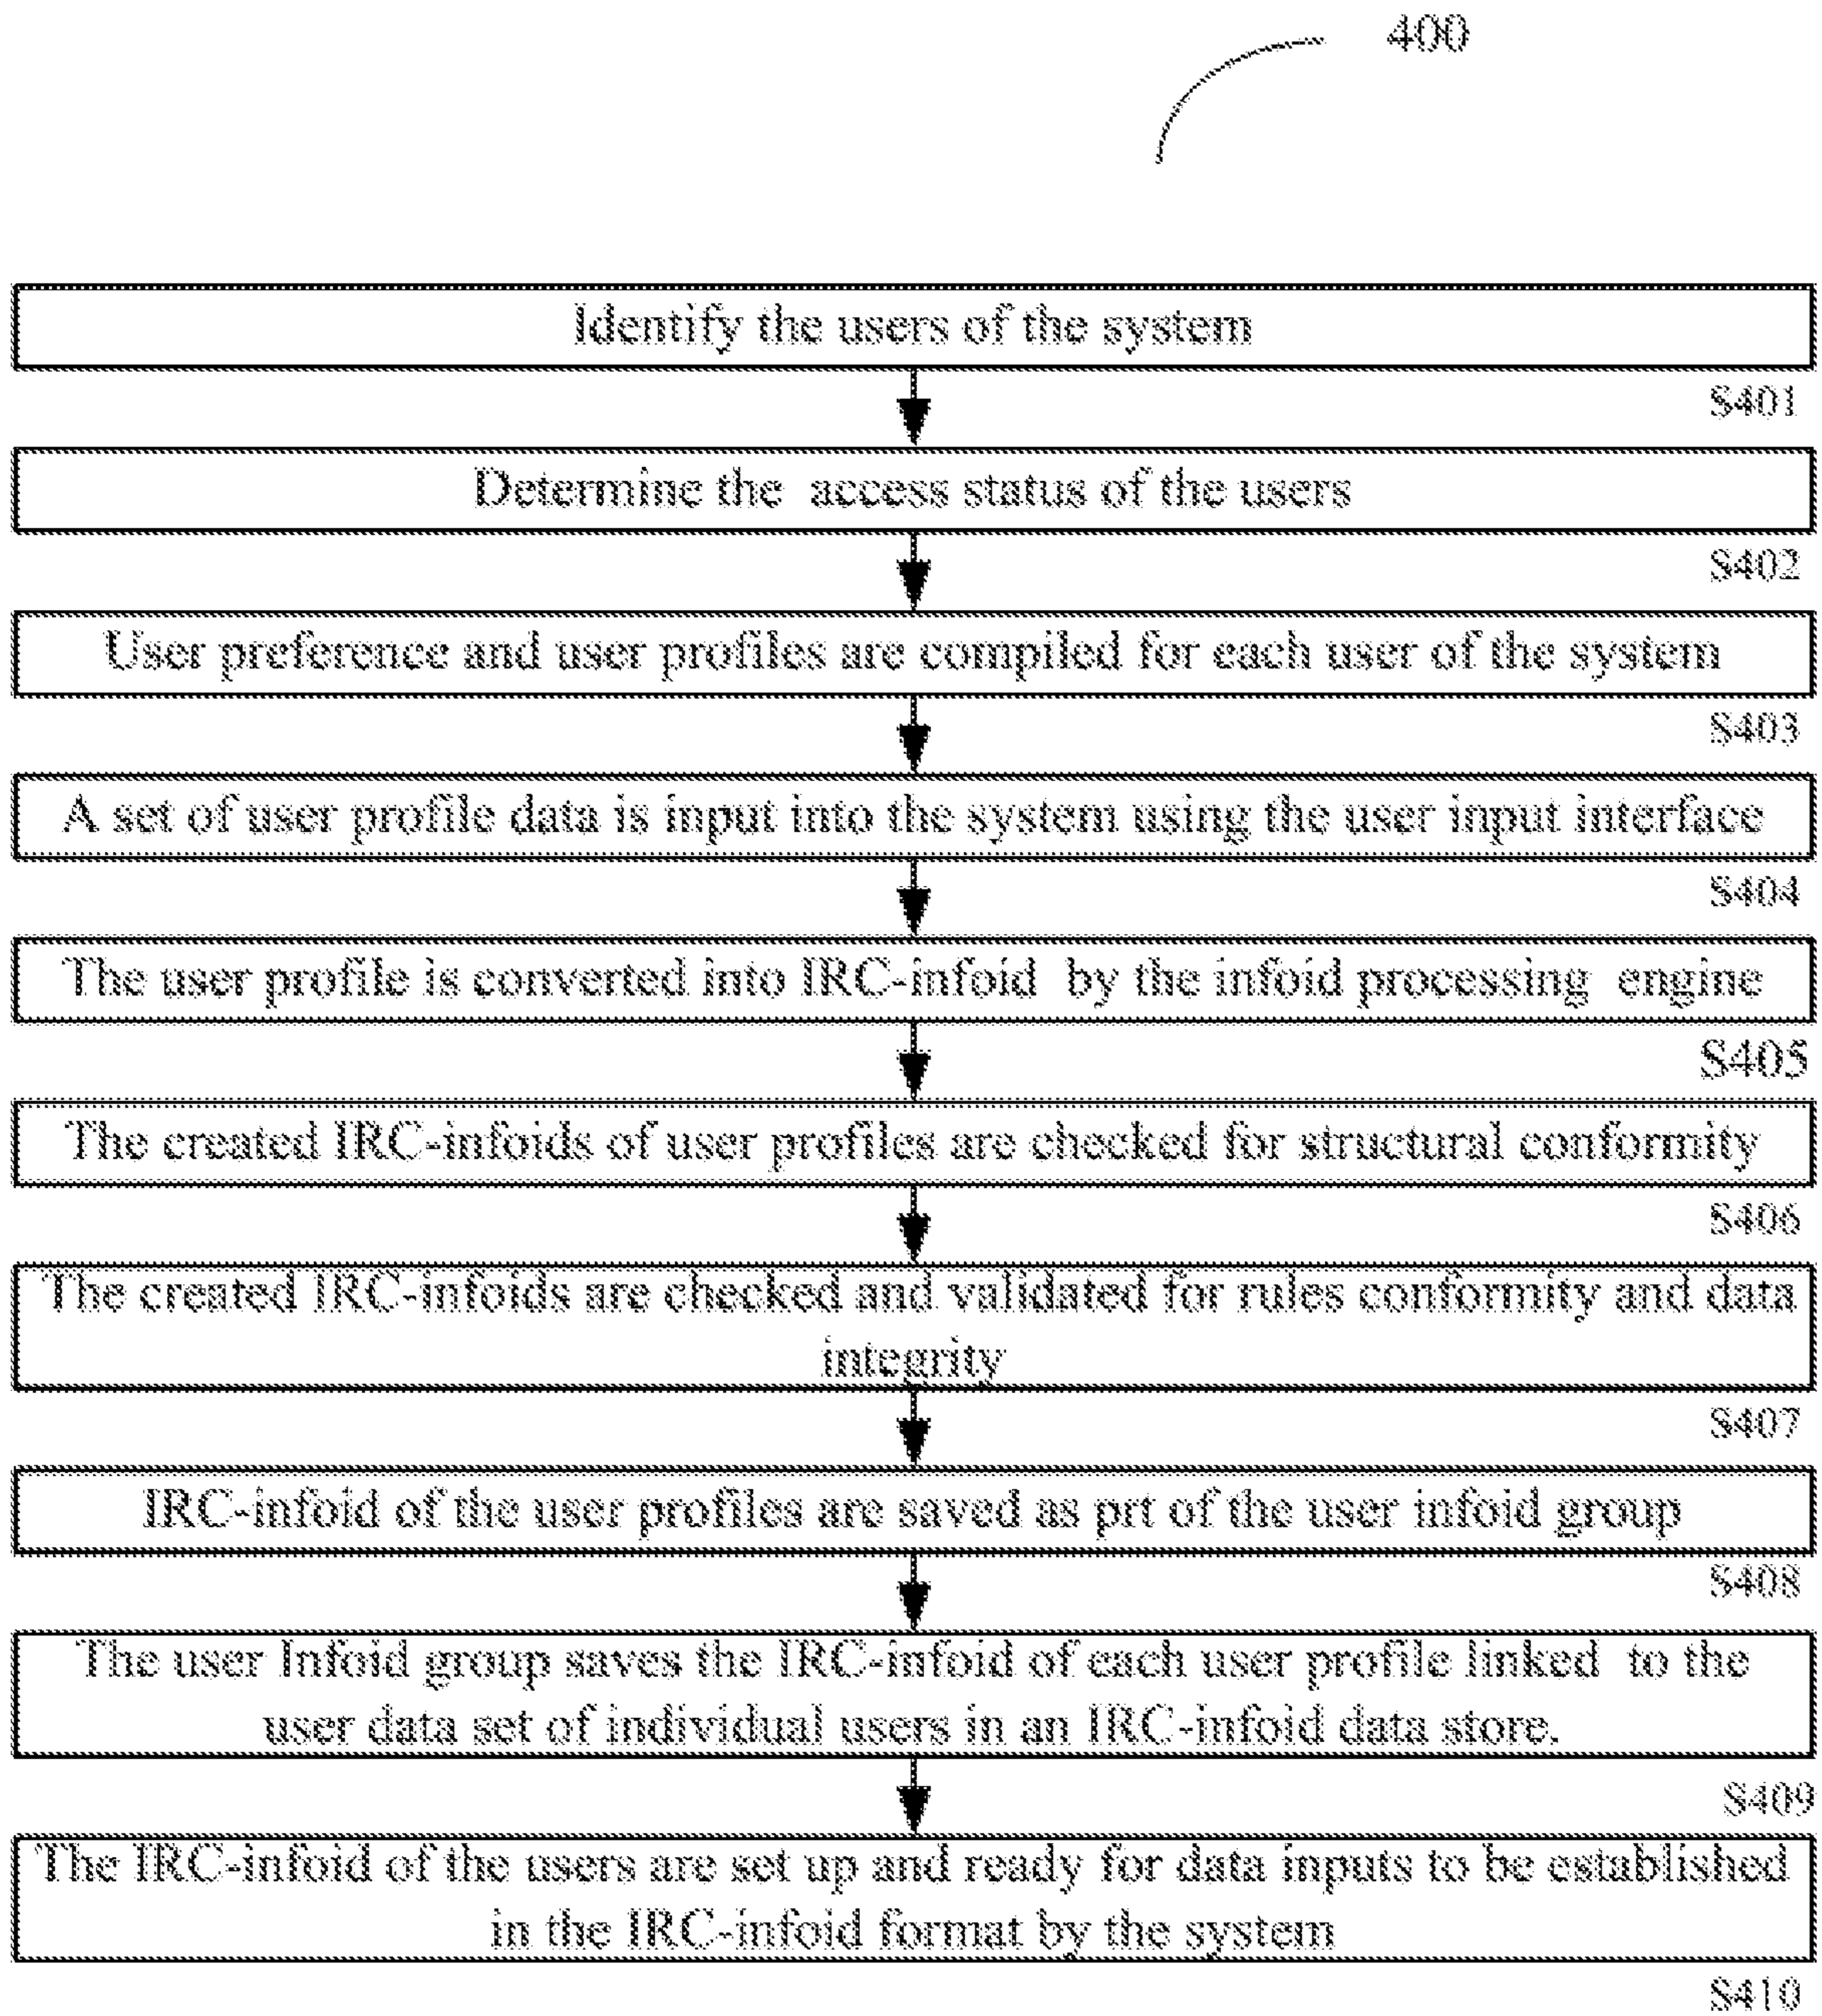 400
Identify the users of the system
S401
Determine the access status of the users
S402
User preference and user profiles are compiled for each user of the system
S403
A set of user profile data is input into the system using the user input interface
S404
The user profile is converted into IRC-infoid by the infoid processing engine
S405
The created IRC-infoids of user profiles are checked for structural conformity
S406
The created IRC-infoids are checked and validated for rules conformity and data
integrity
S407
IRC-infoid of the user profiles are saved as prt of the user infoid group
S408
The user Infoid group saves the IRC-infoid of each user profile linked to the
user data set of individual users in an IRC-infoid data store.
S409
The IRC-infoid of the users are set up and ready for data inputs to be established
in the IRC-infoid format by the system
S410